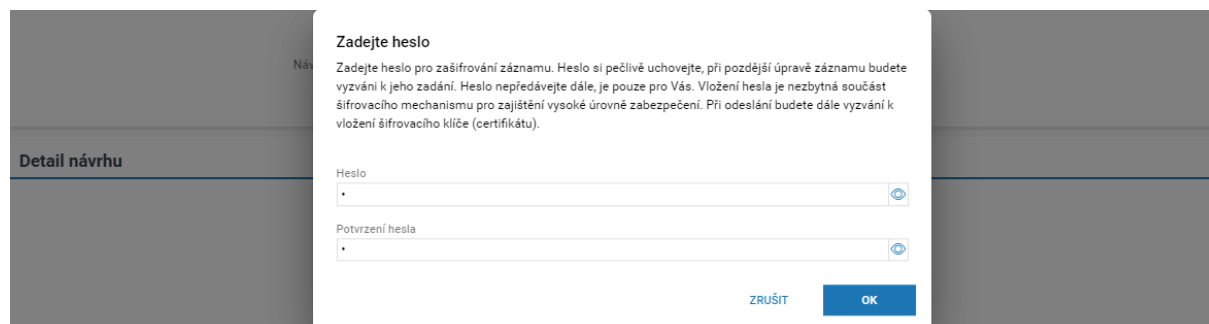 Zadejte heslo
Náv
Zadejte heslo pro zašifrování záznamu. Heslo si pečlivě uchovejte, při pozdější úpravě záznamu budete
vyzváni k jeho zadání. Heslo nepředávejte dále, je pouze pro Vás. Vložení hesla je nezbytná součást
šifrovacího mechanismu pro zajištění vysoké úrovně zabezpečení. Při odeslání budete dále vyzváni k
vložení šifrovacího klíče (certifikátu).
Detail návrhu
Heslo
•
Potvrzení hesla
•
ZRUŠIT
OK